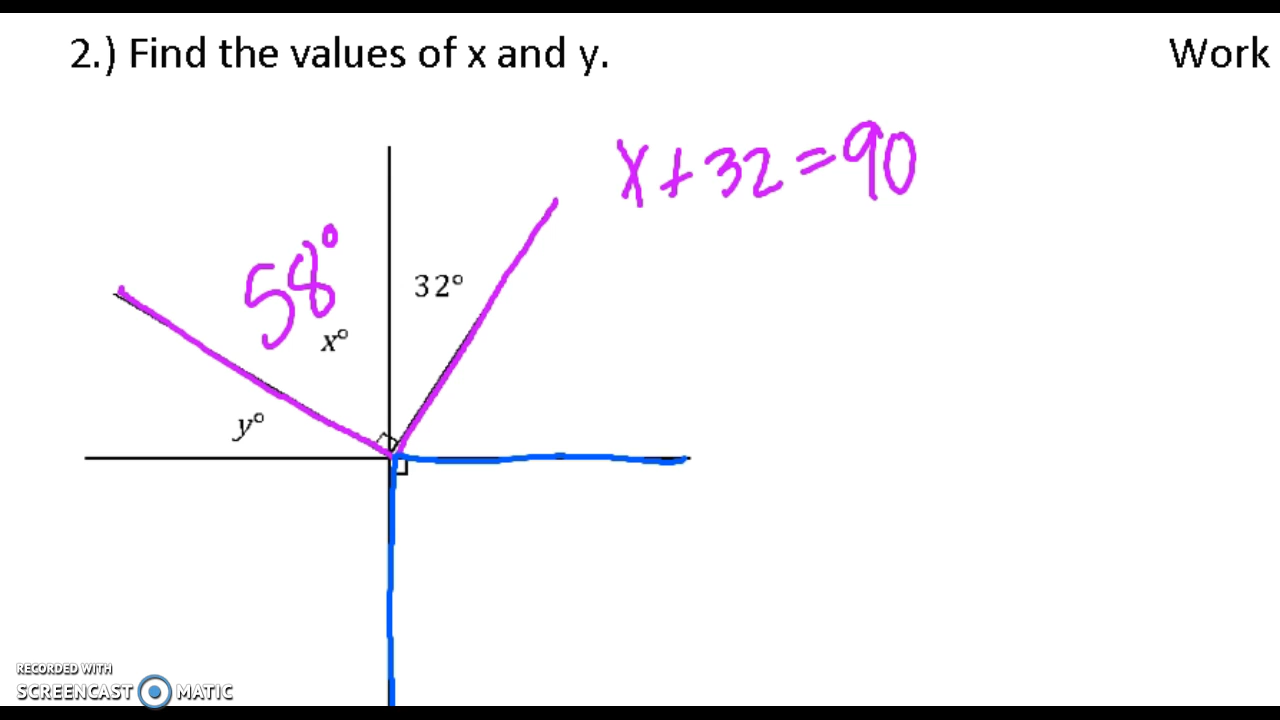 2.) Find the values of x and y.
Work
x + 32 = 90
58°
32°
x°
y°
RECORDED WITH
SCREENCAST MATIC